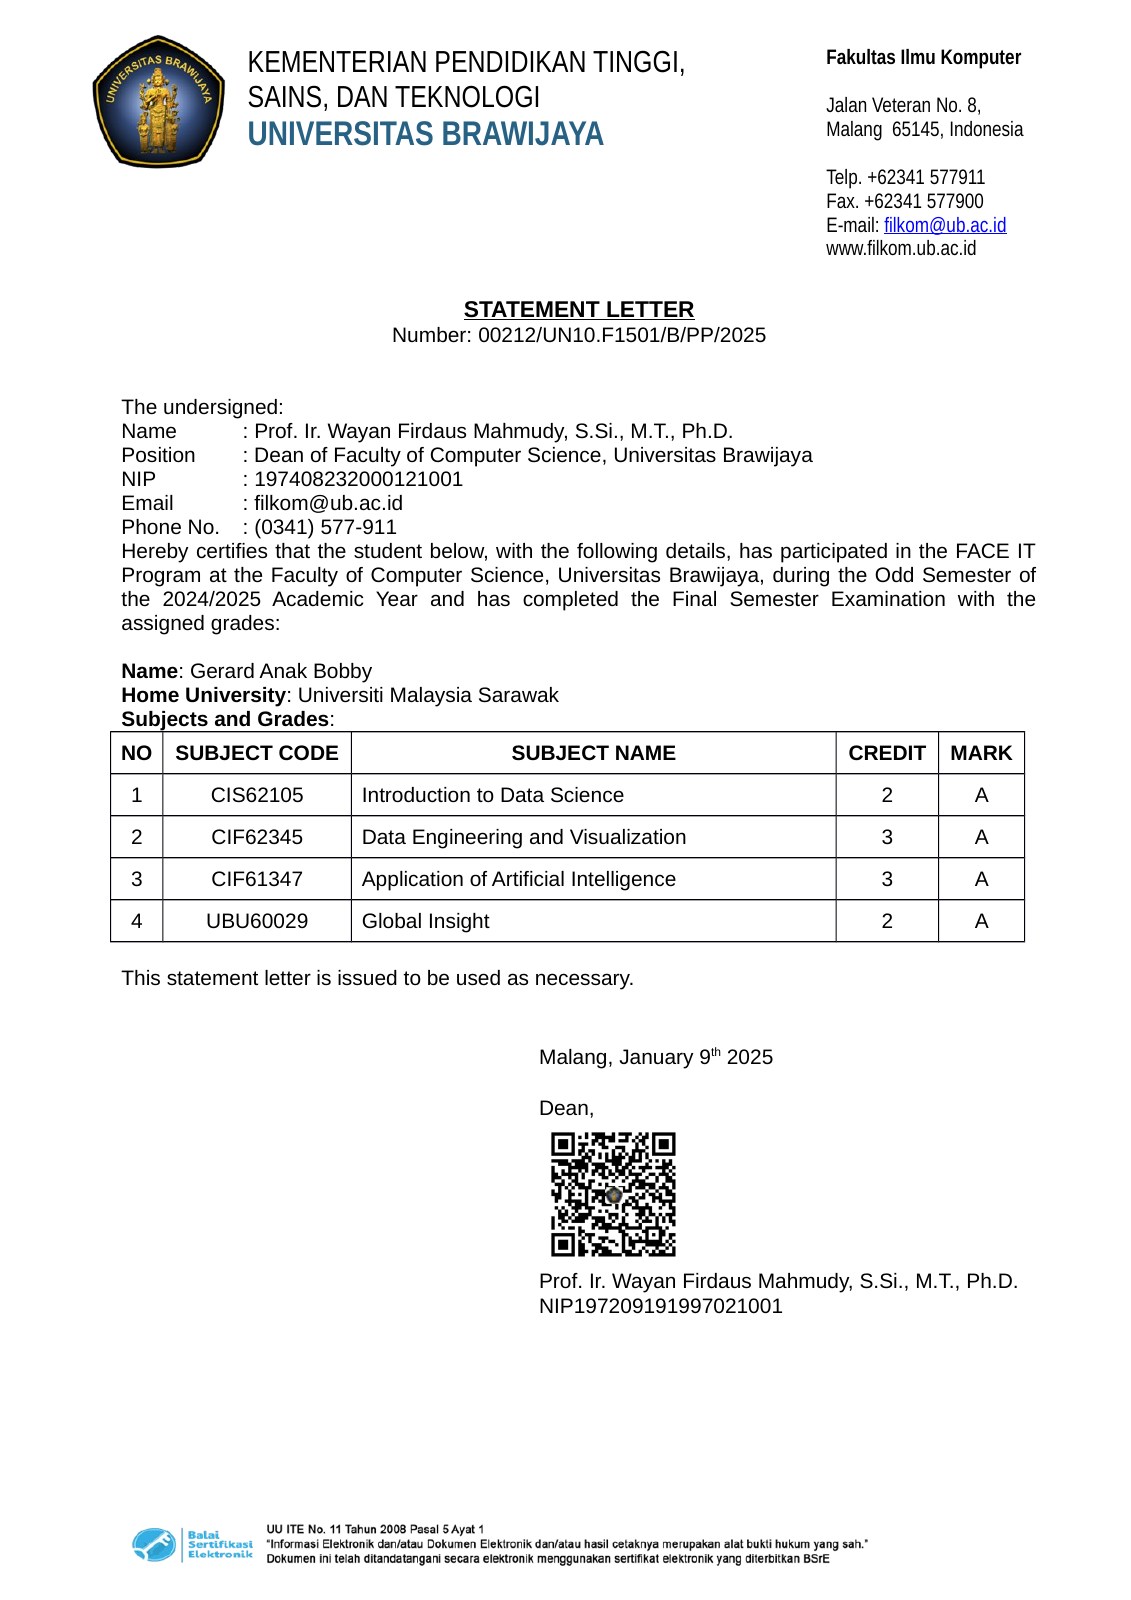 UNIVERSITAS BRAWIJAYA
KEMENTERIAN PENDIDIKAN TINGGI,
SAINS, DAN TEKNOLOGI
UNIVERSITAS BRAWIJAYA
Fakultas Ilmu Komputer
Jalan Veteran No. 8,
Malang  65145, Indonesia
Telp. +62341 577911
Fax. +62341 577900
E-mail: filkom@ub.ac.id
www.filkom.ub.ac.id
STATEMENT LETTER
Number: 00212/UN10.F1501/B/PP/2025
The undersigned:
Name : Prof. Ir. Wayan Firdaus Mahmudy, S.Si., M.T., Ph.D.
Position : Dean of Faculty of Computer Science, Universitas Brawijaya
NIP : 197408232000121001
Email : filkom@ub.ac.id
Phone No. : (0341) 577-911
Hereby certifies that the student below, with the following details, has participated in the FACE IT
Program at the Faculty of Computer Science, Universitas Brawijaya, during the Odd Semester of
the 2024/2025 Academic Year and has completed the Final Semester Examination with the
assigned grades:
Name: Gerard Anak Bobby
Home University: Universiti Malaysia Sarawak
Subjects and Grades:
NO SUBJECT CODE SUBJECT NAME CREDIT MARK
1 CIS62105 Introduction to Data Science 2 A
2 CIF62345 Data Engineering and Visualization 3 A
3 CIF61347 Application of Artificial Intelligence 3 A
4 UBU60029 Global Insight 2 A
This statement letter is issued to be used as necessary.
Malang, January 9th 2025
Dean,
Prof. Ir. Wayan Firdaus Mahmudy, S.Si., M.T., Ph.D.
NIP197209191997021001
Balai
Sertifikasi
Elektronik
UU ITE No. 11 Tahun 2008 Pasal 5 Ayat 1
"Informasi Elektronik dan/atau Dokumen Elektronik dan/atau hasil cetaknya merupakan alat bukti hukum yang sah."
Dokumen ini telah ditandatangani secara elektronik menggunakan sertifikat elektronik yang diterbitkan BSrE